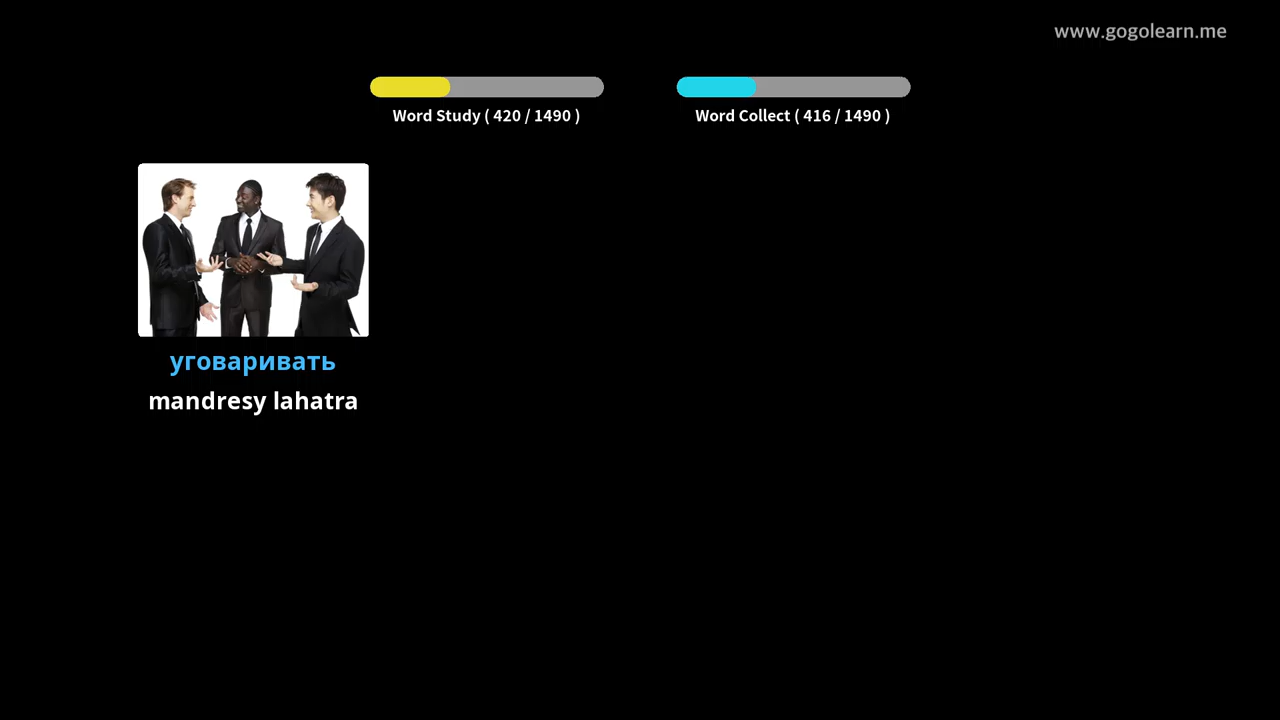 www.gogolearn.me
Word Study ( 420 / 1490 )
Word Collect ( 416 / 1490 )
уговаривать
mandresy lahatra